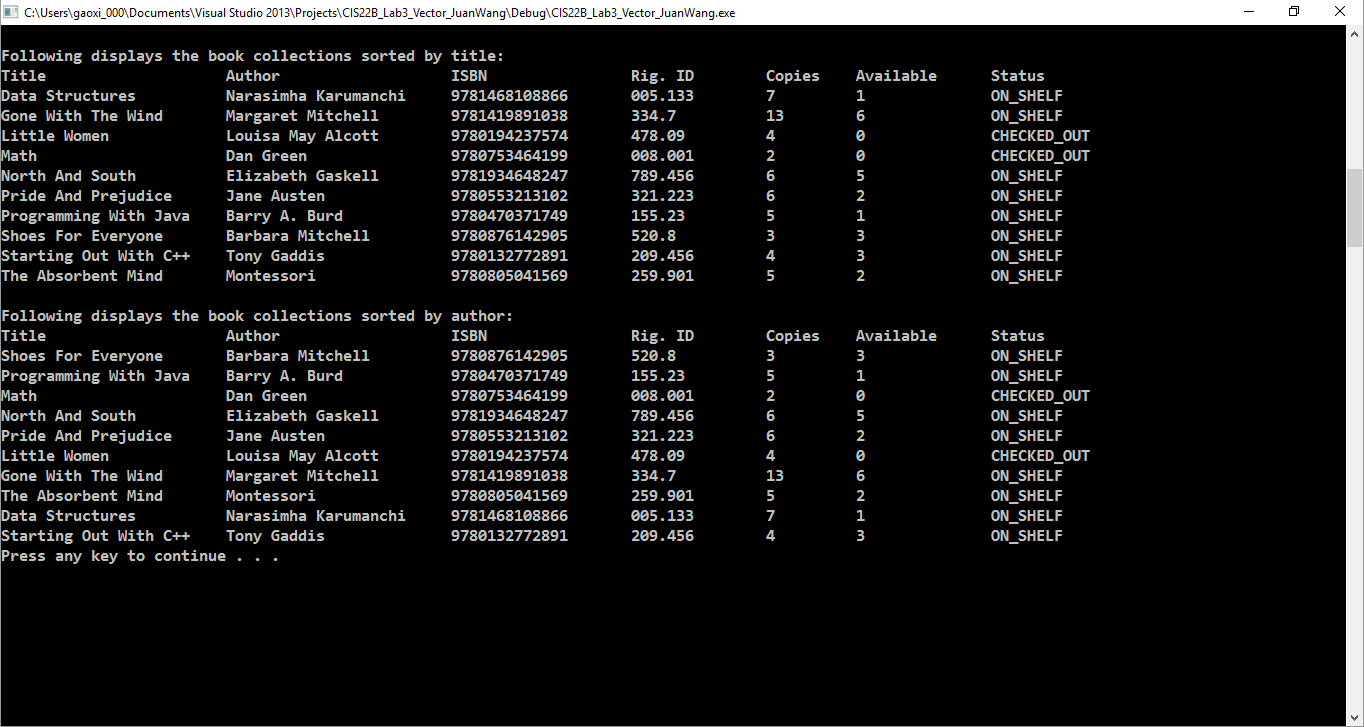 C:\Users\gaoxi_000\Documents\Visual Studio 2013\Projects\CIS22B_Lab3_Vector_JuanWang\Debug\CIS22B_Lab3_Vector_JuanWang.exe
Following displays the book collections sorted by title:
Title Author ISBN Rig. ID Copies Available Status
Data Structures Narasimha Karumanchi 9781468108866 005.133 7 1 ON_SHELF
Gone With The Wind Margaret Mitchell 9781419891038 334.7 13 6 ON_SHELF
Little Women Louisa May Alcott 9780194237574 478.09 4 0 CHECKED_OUT
Math Dan Green 9780753464199 008.001 2 0 CHECKED_OUT
North And South Elizabeth Gaskell 9781934648247 789.456 6 5 ON_SHELF
Pride And Prejudice Jane Austen 9780553213102 321.223 6 2 ON_SHELF
Programming With Java Barry A. Burd 9780470371749 155.23 5 1 ON_SHELF
Shoes For Everyone Barbara Mitchell 9780876142905 520.8 3 3 ON_SHELF
Starting Out With C++ Tony Gaddis 9780132772891 209.456 4 3 ON_SHELF
The Absorbent Mind Montessori 9780805041569 259.901 5 2 ON_SHELF
Following displays the book collections sorted by author:
Title Author ISBN Rig. ID Copies Available Status
Shoes For Everyone Barbara Mitchell 9780876142905 520.8 3 3 ON_SHELF
Programming With Java Barry A. Burd 9780470371749 155.23 5 1 ON_SHELF
Math Dan Green 9780753464199 008.001 2 0 CHECKED_OUT
North And South Elizabeth Gaskell 9781934648247 789.456 6 5 ON_SHELF
Pride And Prejudice Jane Austen 9780553213102 321.223 6 2 ON_SHELF
Little Women Louisa May Alcott 9780194237574 478.09 4 0 CHECKED_OUT
Gone With The Wind Margaret Mitchell 9781419891038 334.7 13 6 ON_SHELF
The Absorbent Mind Montessori 9780805041569 259.901 5 2 ON_SHELF
Data Structures Narasimha Karumanchi 9781468108866 005.133 7 1 ON_SHELF
Starting Out With C++ Tony Gaddis 9780132772891 209.456 4 3 ON_SHELF
Press any key to continue . . .